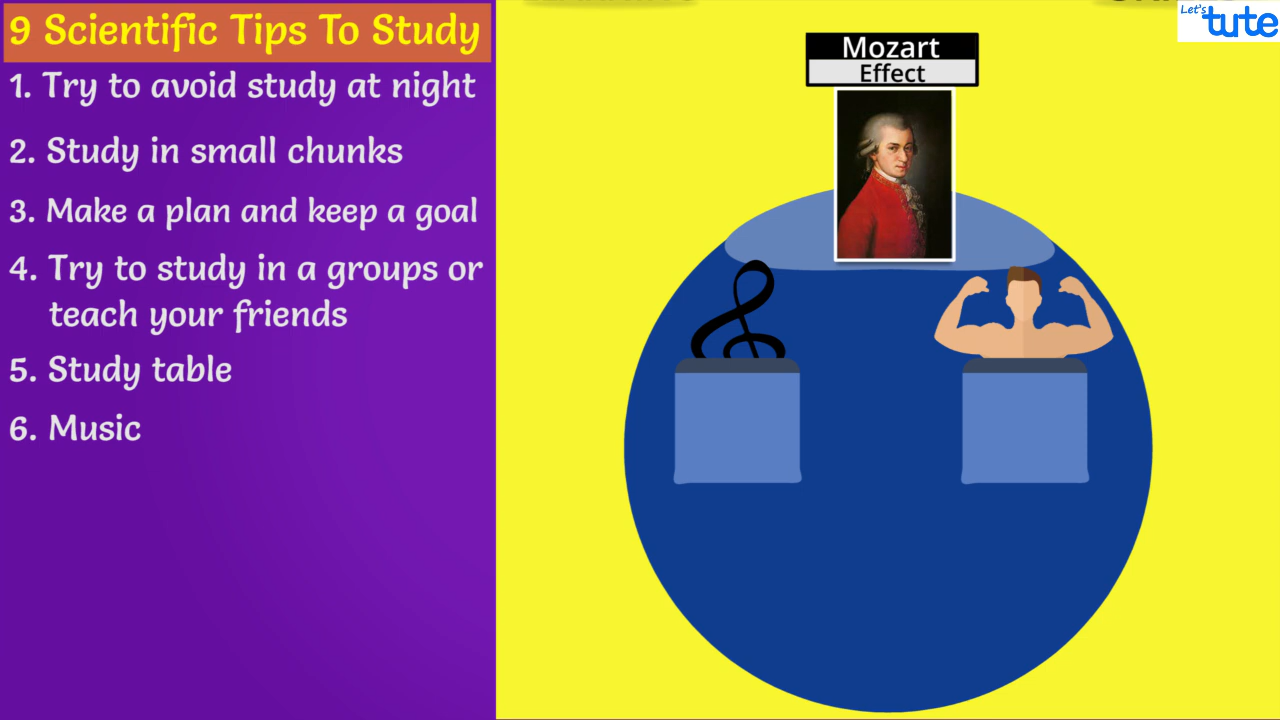 9 Scientific Tips To Study
1. Try to avoid study at night
2. Study in small chunks
3. Make a plan and keep a goal
4. Try to study in a groups or
teach your friends
5. Study table
6. Music
Mozart
Effect
Let's
tute